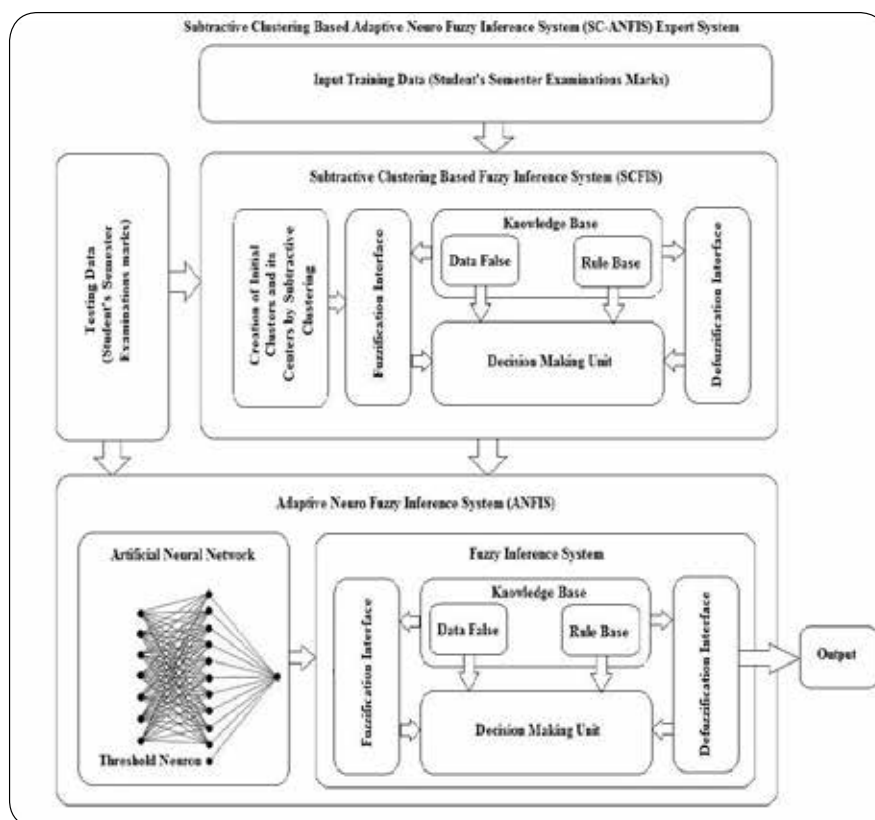 Subtractive Clustering Based Adaptive Neuro Fuzzy Inference System (SC-ANFIS) Expert System
Input Training Data (Student's Semester Examinations Marks)
Testing Data
(Student's Semester
Examinations marks)
Subtractive Clustering Based Fuzzy Inference System (SCFIS)
Creation of Initial
Clustors and its
Centers by Subtractive
Clustering
Fuzzification Interface
Knowledge Base
Data False
Rule Base
Decision Making Unit
Defuzzification Interface
Adaptive Neuro Fuzzy Inference System (ANFIS)
Artificial Neural Network
Threshold Neuron
Fuzzy Inference System
Fuzzification Interface
Knowledge Base
Data False
Rule Base
Decision Making Unit
Defuzzification Interface
Output